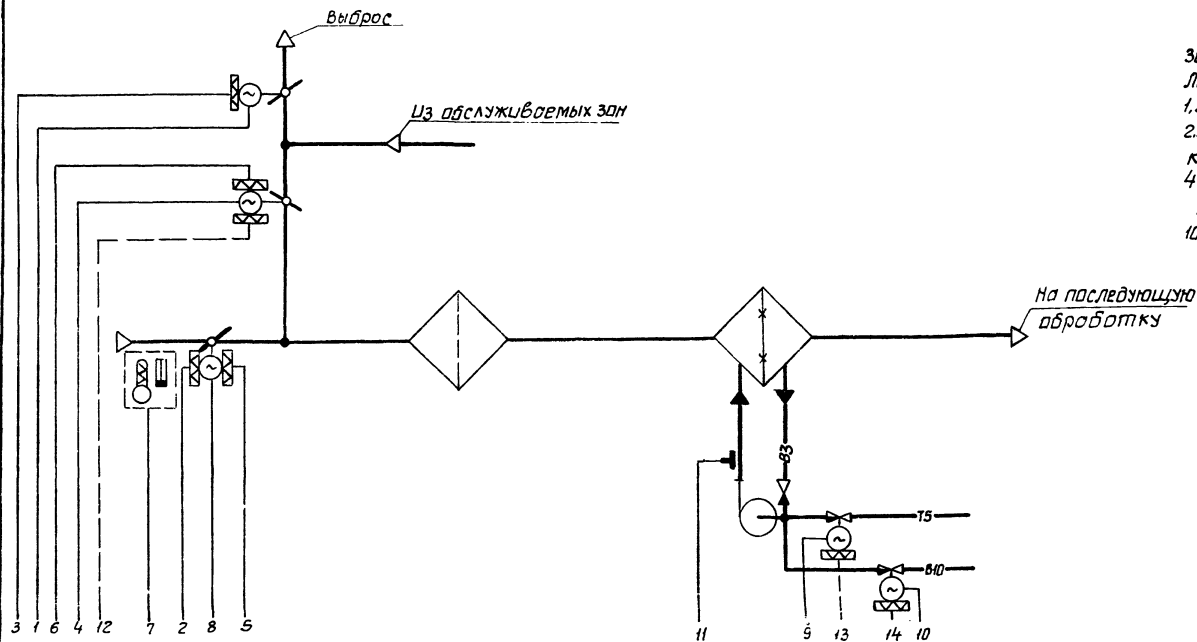 Выброс
Из обслуживаемых зон
На последующую
обработку
В3
Т5
В10
3 1 6 4 12 7 2 8 5 11 9 13 14 10